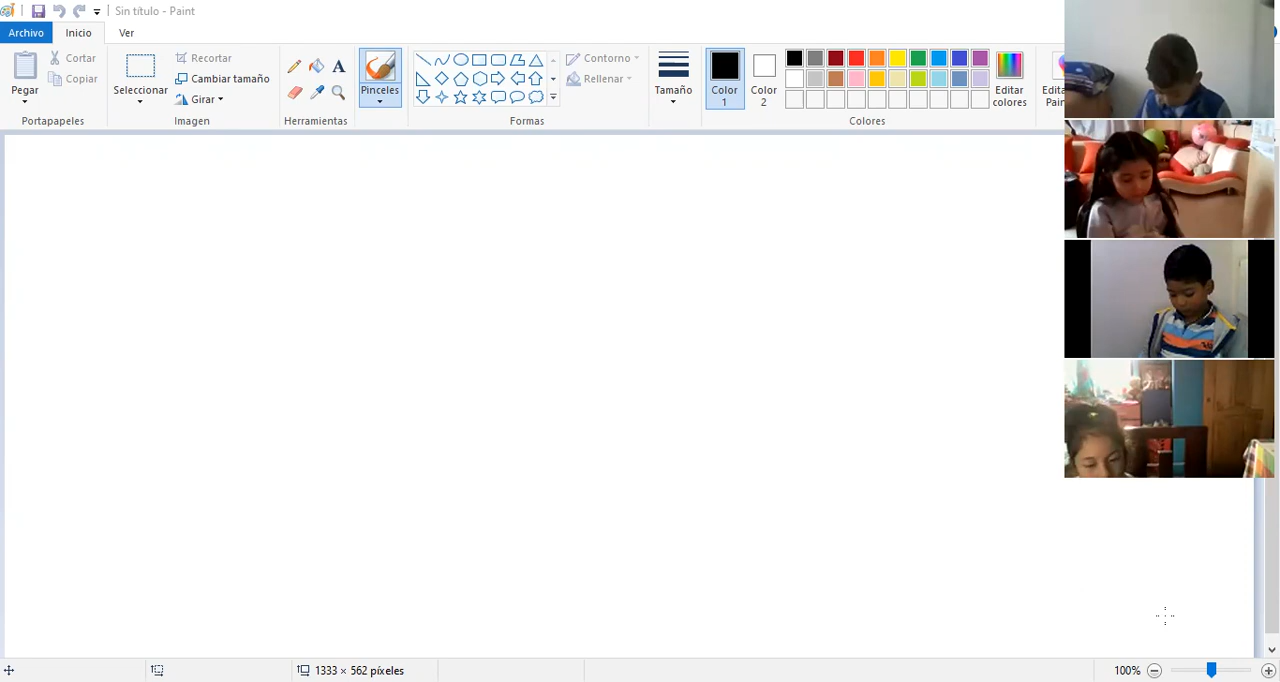 Sin título - Paint
Archivo
Inicio
Ver
Pegar
Cortar
Copiar
Portapapeles
Seleccionar
Recortar
Cambiar tamaño
Girar
Imagen
A
Herramientas
Pinceles
Contorno
Rellenar
Formas
Tamaño
Color
1
Color
2
Editar
colores
Colores
1333 × 562 píxeles
100%